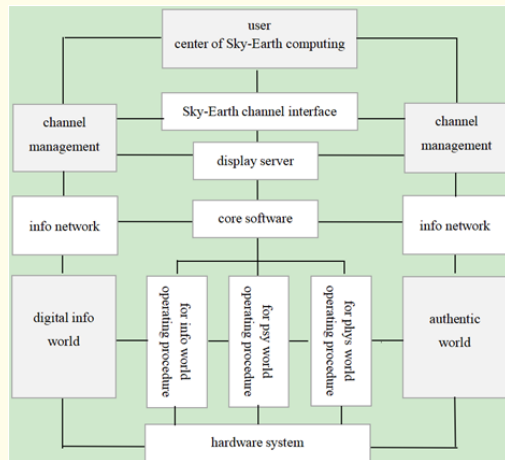 user
center of Sky-Earth computing
Sky-Earth channel interface
channel
management
channel
management
display server
info network
core software
info network
digital info
world
for info world
operating procedure
for psy world
operating procedure
for phys. world
operating procedure
authentic
world
hardware system